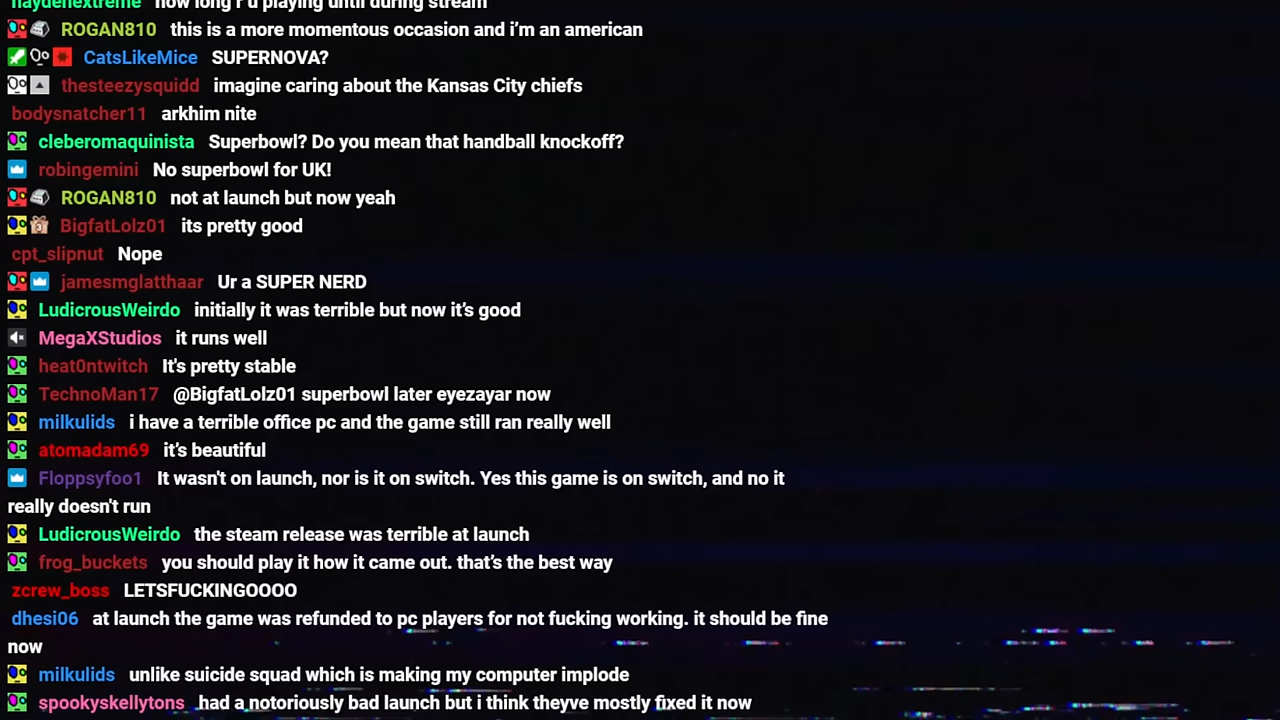 haydenextreme how long r u playing until during stream
ROGAN810 this is a more momentous occasion and i’m an american
CatsLikeMice SUPERNOVA?
thesteezysquidd imagine caring about the Kansas City chiefs
bodysnatcher11 arkhim nite
cleberomaquinista Superbowl? Do you mean that handball knockoff?
robingemini No superbowl for UK!
ROGAN810 not at launch but now yeah
BigfatLolz01 its pretty good
cpt_slipnut Nope
jamesmglatthaar Ur a SUPER NERD
LudicrousWeirdo initially it was terrible but now it’s good
MegaXStudios it runs well
heat0ntwitch It's pretty stable
TechnoMan17 @BigfatLolz01 superbowl later eyezayar now
milkulids i have a terrible office pc and the game still ran really well
atomadam69 it’s beautiful
Floppsyfoo1 It wasn't on launch, nor is it on switch. Yes this game is on switch, and no it
really doesn't run
LudicrousWeirdo the steam release was terrible at launch
frog_buckets you should play it how it came out. that’s the best way
zcrew_boss LETSFUCKINGOOOO
dhesi06 at launch the game was refunded to pc players for not fucking working. it should be fine
now
milkulids unlike suicide squad which is making my computer implode
spookyskellytons had a notoriously bad launch but i think theyve mostly fixed it now